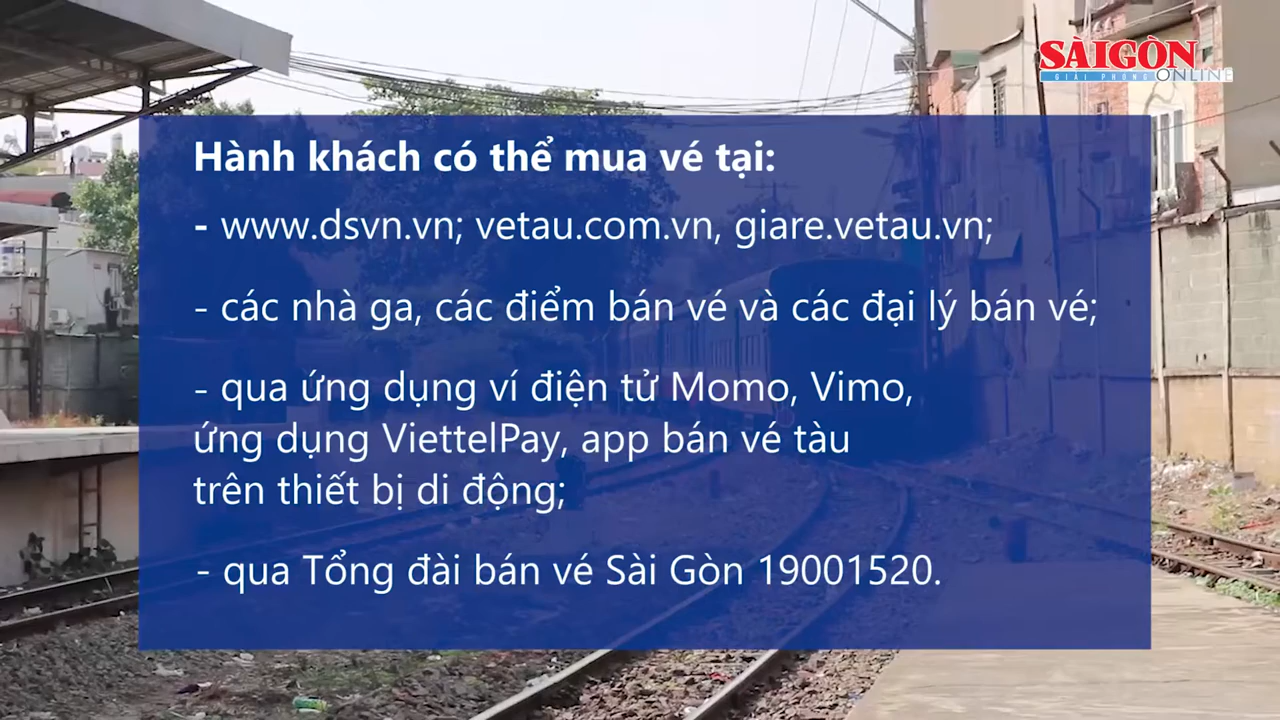 SÀIGÒN
GIẢI PHÓNG ONLINE
Hành khách có thể mua vé tại:
- www.dsvn.vn; vetau.com.vn, giare.vetau.vn;
- các nhà ga, các điểm bán vé và các đại lý bán vé;
- qua ứng dụng ví điện tử Momo, Vimo,
ứng dụng ViettelPay, app bán vé tàu
trên thiết bị di động;
- qua Tổng đài bán vé Sài Gòn 19001520.